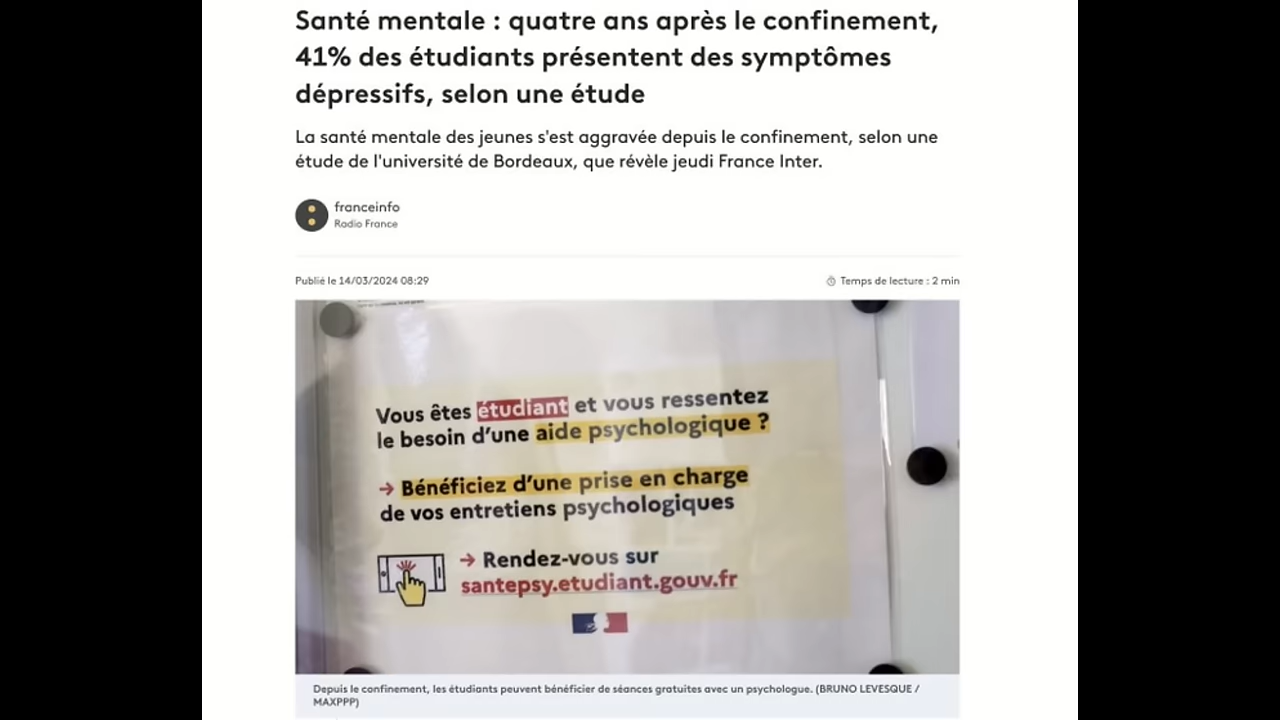 Santé mentale : quatre ans après le confinement,
41% des étudiants présentent des symptômes
dépressifs, selon une étude
La santé mentale des jeunes s'est aggravée depuis le confinement, selon une
étude de l'université de Bordeaux, que révèle jeudi France Inter.
franceinfo
Radio France
Publié le 14/03/2024 08:29
Temps de lecture : 2 min
Vous êtes étudiant et vous ressentez
le besoin d'une aide psychologique ?
→ Bénéficiez d'une prise en charge
de vos entretiens psychologiques
→ Rendez-vous sur
santepsy.etudiant.gouv.fr
Depuis le confinement, les étudiants peuvent bénéficier de séances gratuites avec un psychologue. (BRUNO LEVESQUE /
MAXPPP)